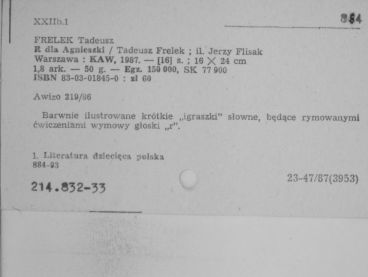 XXIIb.1 884
FRELEK Tadeusz
R dla Agnieszki / Tadeusz Frelek ; il. Jerzy Flisak
Warszawa : KAW, 1987. — [16] s. ; 16 × 24 cm
1,8 ark. — 50 g. — Egz. 150 000, SK 77 900
ISBN 83-03-01845-0 : zł 60
Awizo 219/86
Barwnie ilustrowane krótkie „igraszki" słowne, będące rymowanymi
ćwiczeniami wymowy głoski „r".
1. Literatura dziecięca polska
884-93
23-47/87(3953)
214.832-33